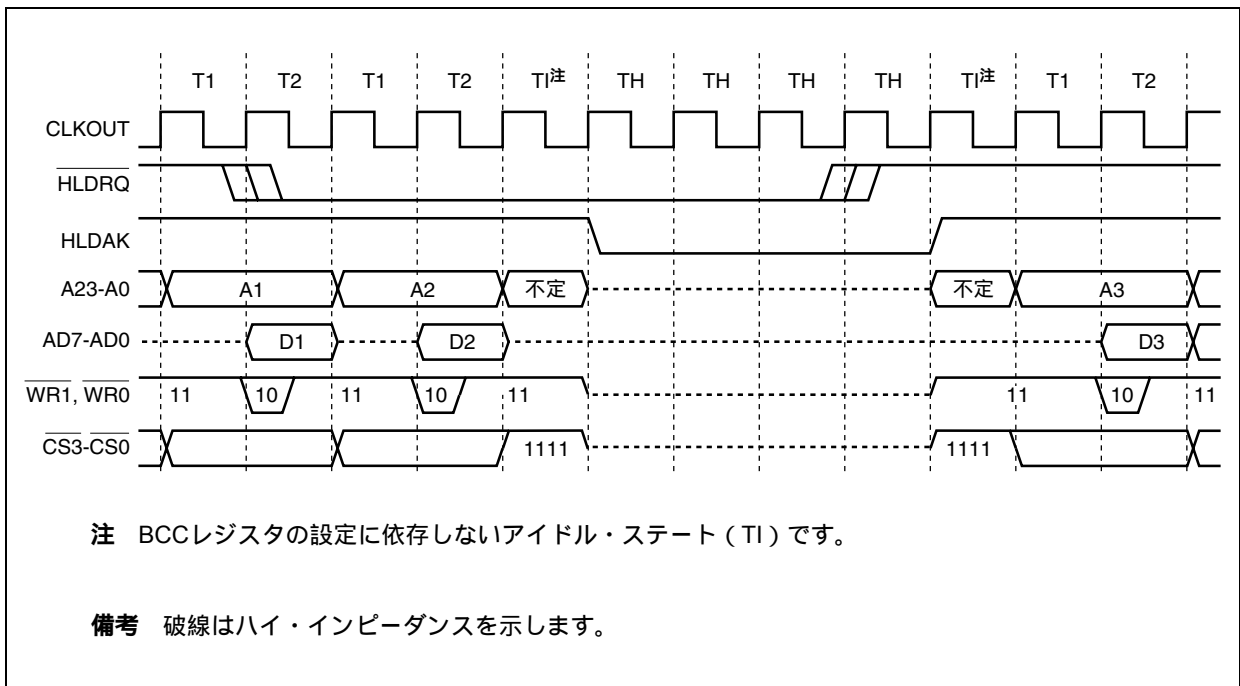 T1 T2 T1 T2 TI注 TH TH TH TH TI注 T1 T2
CLKOUT
HLDRQ
HLDAK
A23-A0 A1 A2 不定 不定 A3
AD7-AD0 D1 D2 D3
WR1, WR0 11 10 11 10 11 11 10 11
CS3-CS0 1111 1111
注 BCCレジスタの設定に依存しないアイドル・ステート(TI)です。
備考 破線はハイ・インピーダンスを示します。